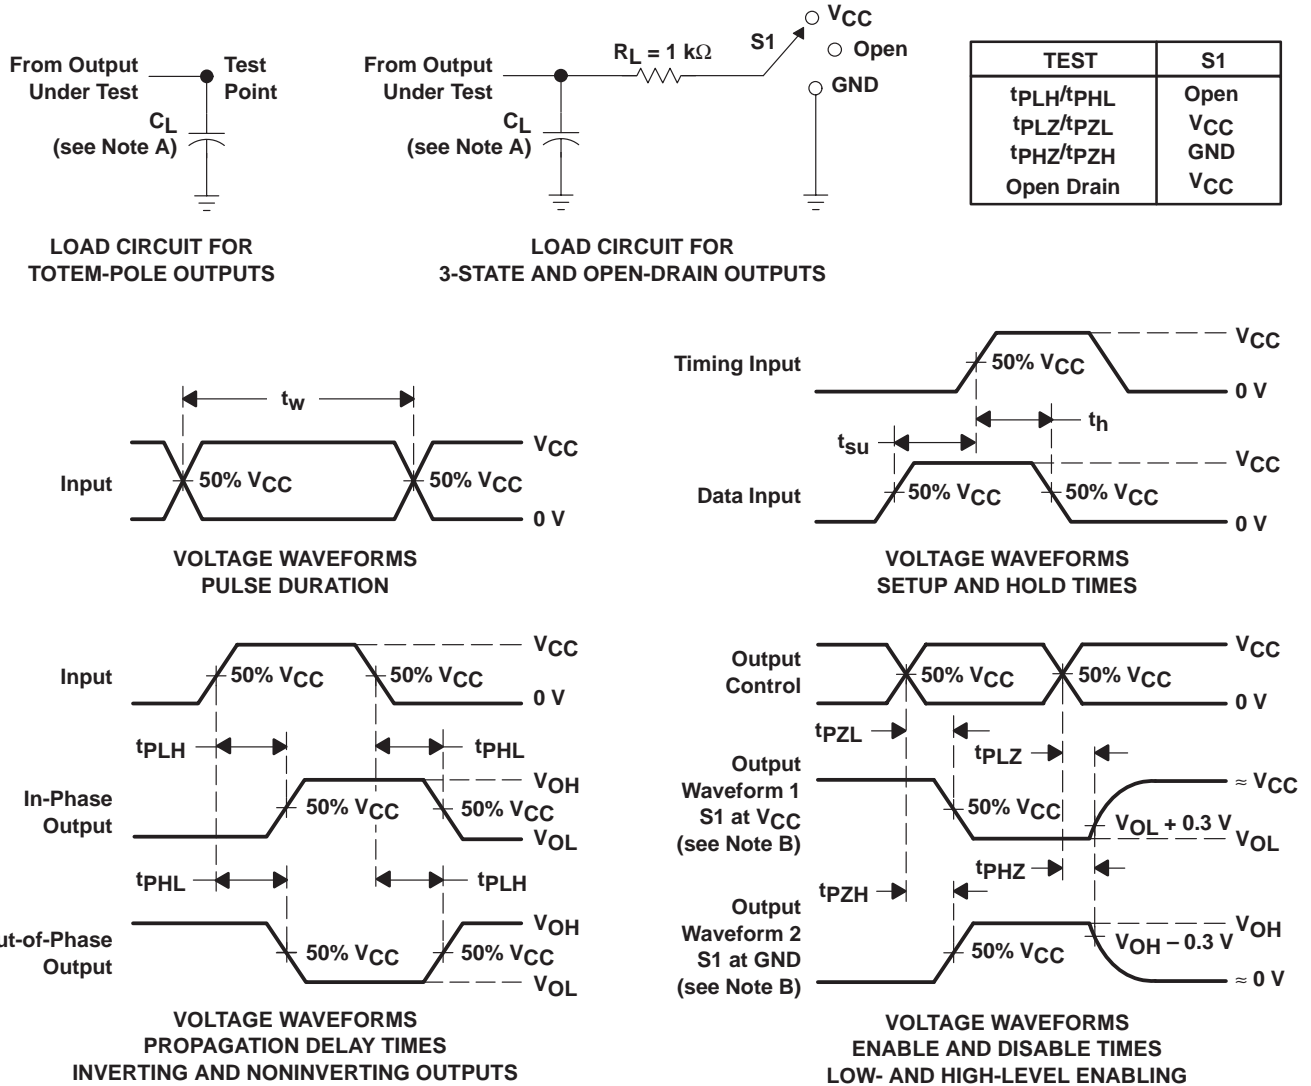 From Output
Under Test
Test
Point
CL
(see Note A)
LOAD CIRCUIT FOR
TOTEM-POLE OUTPUTS
From Output
Under Test
RL = 1 kΩ
S1
VCC
Open
GND
CL
(see Note A)
LOAD CIRCUIT FOR
3-STATE AND OPEN-DRAIN OUTPUTS
TEST S1
tPLH/tPHL Open
tPLZ/tPZL VCC
tPHZ/tPZH GND
Open Drain VCC
tw
Input
50% VCC
50% VCC
VCC
0 V
VOLTAGE WAVEFORMS
PULSE DURATION
Timing Input
50% VCC
VCC
0 V
tsu
th
Data Input
50% VCC
50% VCC
VCC
0 V
VOLTAGE WAVEFORMS
SETUP AND HOLD TIMES
Input
50% VCC
50% VCC
VCC
0 V
tPLH
tPHL
In-Phase
Output
50% VCC
50% VCC
VOH
VOL
tPHL
tPLH
ut-of-Phase
Output
50% VCC
50% VCC
VOH
VOL
VOLTAGE WAVEFORMS
PROPAGATION DELAY TIMES
INVERTING AND NONINVERTING OUTPUTS
Output
Control
50% VCC
50% VCC
VCC
0 V
tPZL
tPLZ
Output
Waveform 1
S1 at VCC
(see Note B)
50% VCC
VOL + 0.3 V
≈ VCC
VOL
tPZH
tPHZ
Output
Waveform 2
S1 at GND
(see Note B)
50% VCC
VOH – 0.3 V
VOH
≈ 0 V
VOLTAGE WAVEFORMS
ENABLE AND DISABLE TIMES
LOW- AND HIGH-LEVEL ENABLING